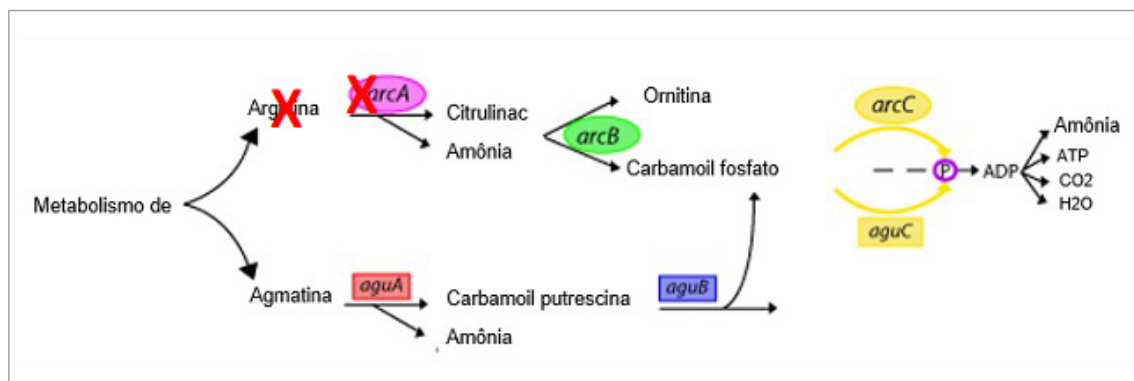 Metabolismo de
Arginina
arcA
Citrulinac
Amônia
arcB
Ornitina
Carbamoil fosfato
Agmatina
aguA
Carbamoil putrescina
Amônia
aguB
arcC
aguC
P
ADP
Amônia
ATP
CO2
H2O